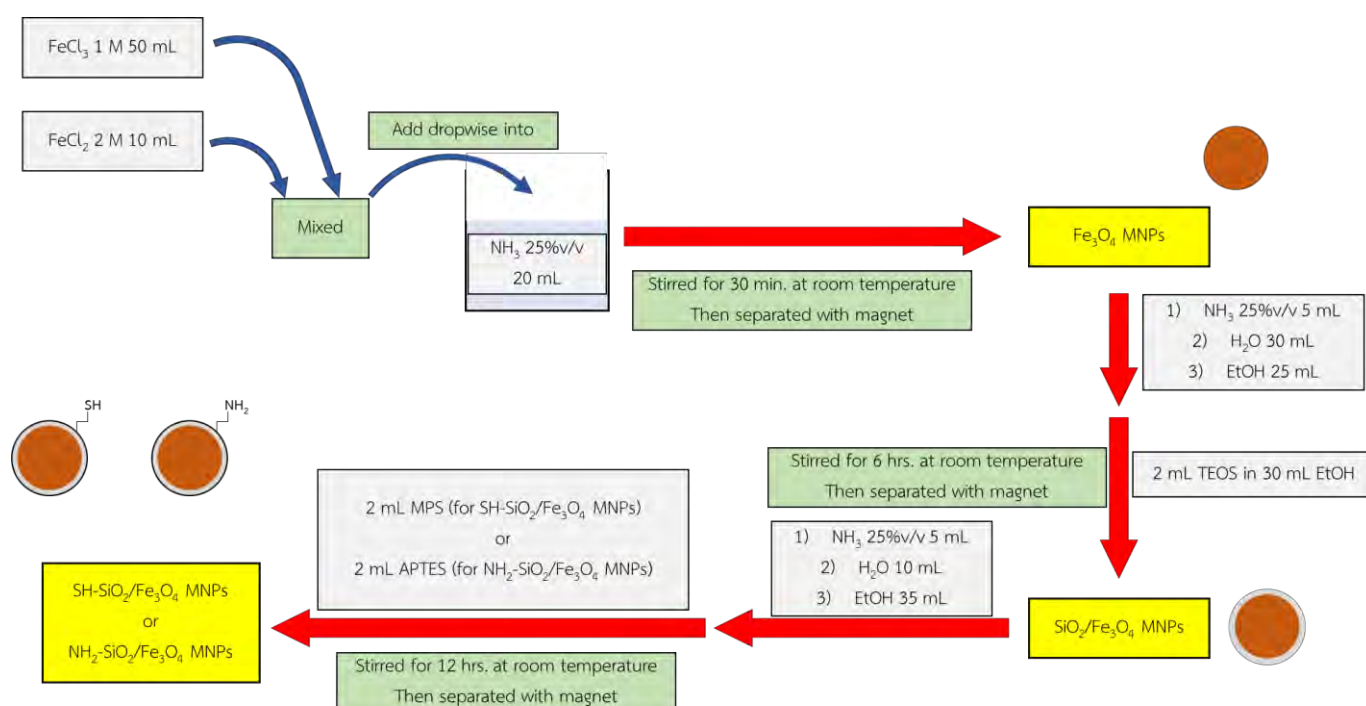 FeCl₃ 1 M 50 mL
FeCl₂ 2 M 10 mL
Mixed
Add dropwise into
NH₃ 25%v/v
20 mL
Stirred for 30 min. at room temperature
Then separated with magnet
Fe₃O₄ MNPs
1) NH₃ 25%v/v 5 mL
2) H₂O 30 mL
3) EtOH 25 mL
Stirred for 6 hrs. at room temperature
Then separated with magnet
2 mL TEOS in 30 mL EtOH
SiO₂/Fe₃O₄ MNPs
1) NH₃ 25%v/v 5 mL
2) H₂O 10 mL
3) EtOH 35 mL
2 mL MPS (for SH-SiO₂/Fe₃O₄ MNPs)
or
2 mL APTES (for NH₂-SiO₂/Fe₃O₄ MNPs)
Stirred for 12 hrs. at room temperature
Then separated with magnet
SH
NH₂
SH-SiO₂/Fe₃O₄ MNPs
or
NH₂-SiO₂/Fe₃O₄ MNPs